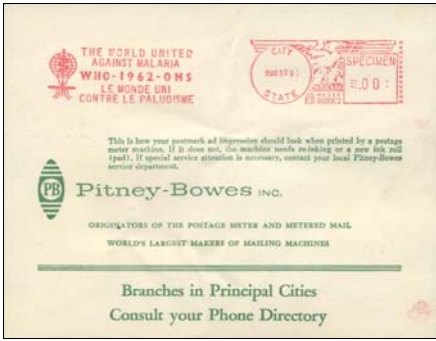 THE WORLD UNITED
AGAINST MALARIA
WHO-1962-OMS
LE MONDE UNI
CONTRE LE PALUDISME
CITY
STATE
SPECIMEN
.00
This is how your postmark ad impression should look when printed by a postage
meter machine. If it does not, the machine needs re-inking or a new ink roll
(pad). If special service attention is necessary, contact your local Pitney-Bowes
service department.
PB
Pitney-Bowes INC.
ORIGINATORS OF THE POSTAGE METER AND METERED MAIL
WORLD'S LARGEST MAKERS OF MAILING MACHINES
Branches in Principal Cities
Consult your Phone Directory